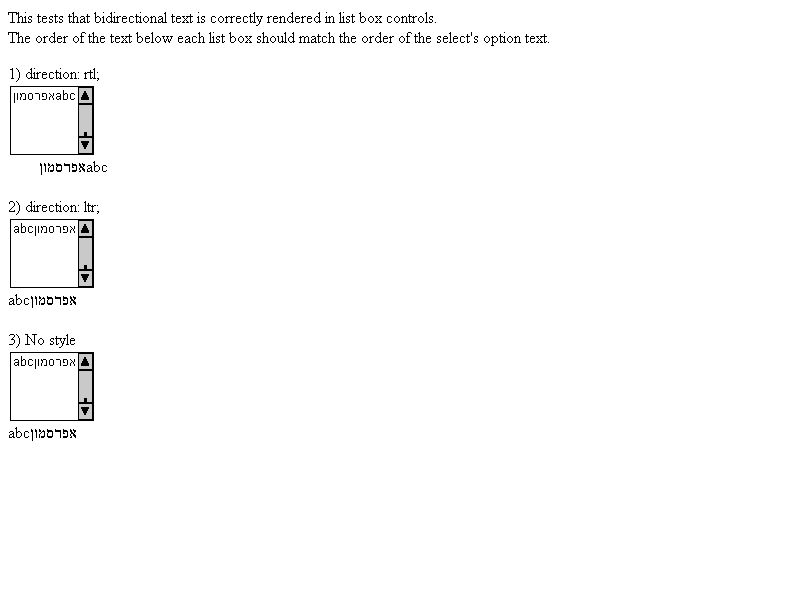 This tests that bidirectional text is correctly rendered in list box controls.
The order of the text below each list box should match the order of the select's option text.
1) direction: rtl;
abcאפרסמון
abcאפרסמון
2) direction: ltr;
abcאפרסמון
abcאפרסמון
3) No style
abcאפרסמון
abcאפרסמון